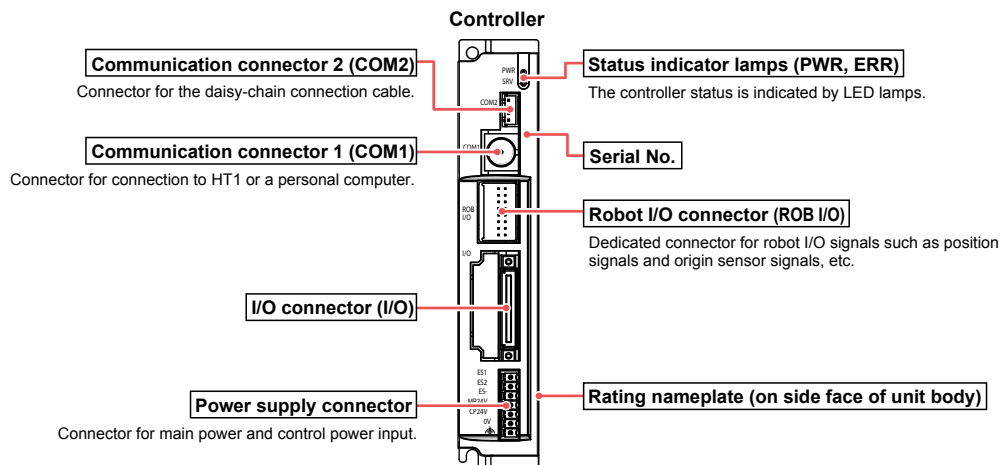 Controller
Communication connector 2 (COM2)
Connector for the daisy-chain connection cable.
Communication connector 1 (COM1)
Connector for connection to HT1 or a personal computer.
I/O connector (I/O)
Power supply connector
Connector for main power and control power input.
PWR
SRV
COM2
COM1
ROB
I/O
I/O
ES1
ES2
ES-
MP24V
CP24V
0V
Status indicator lamps (PWR, ERR)
The controller status is indicated by LED lamps.
Serial No.
Robot I/O connector (ROB I/O)
Dedicated connector for robot I/O signals such as position
signals and origin sensor signals, etc.
Rating nameplate (on side face of unit body)